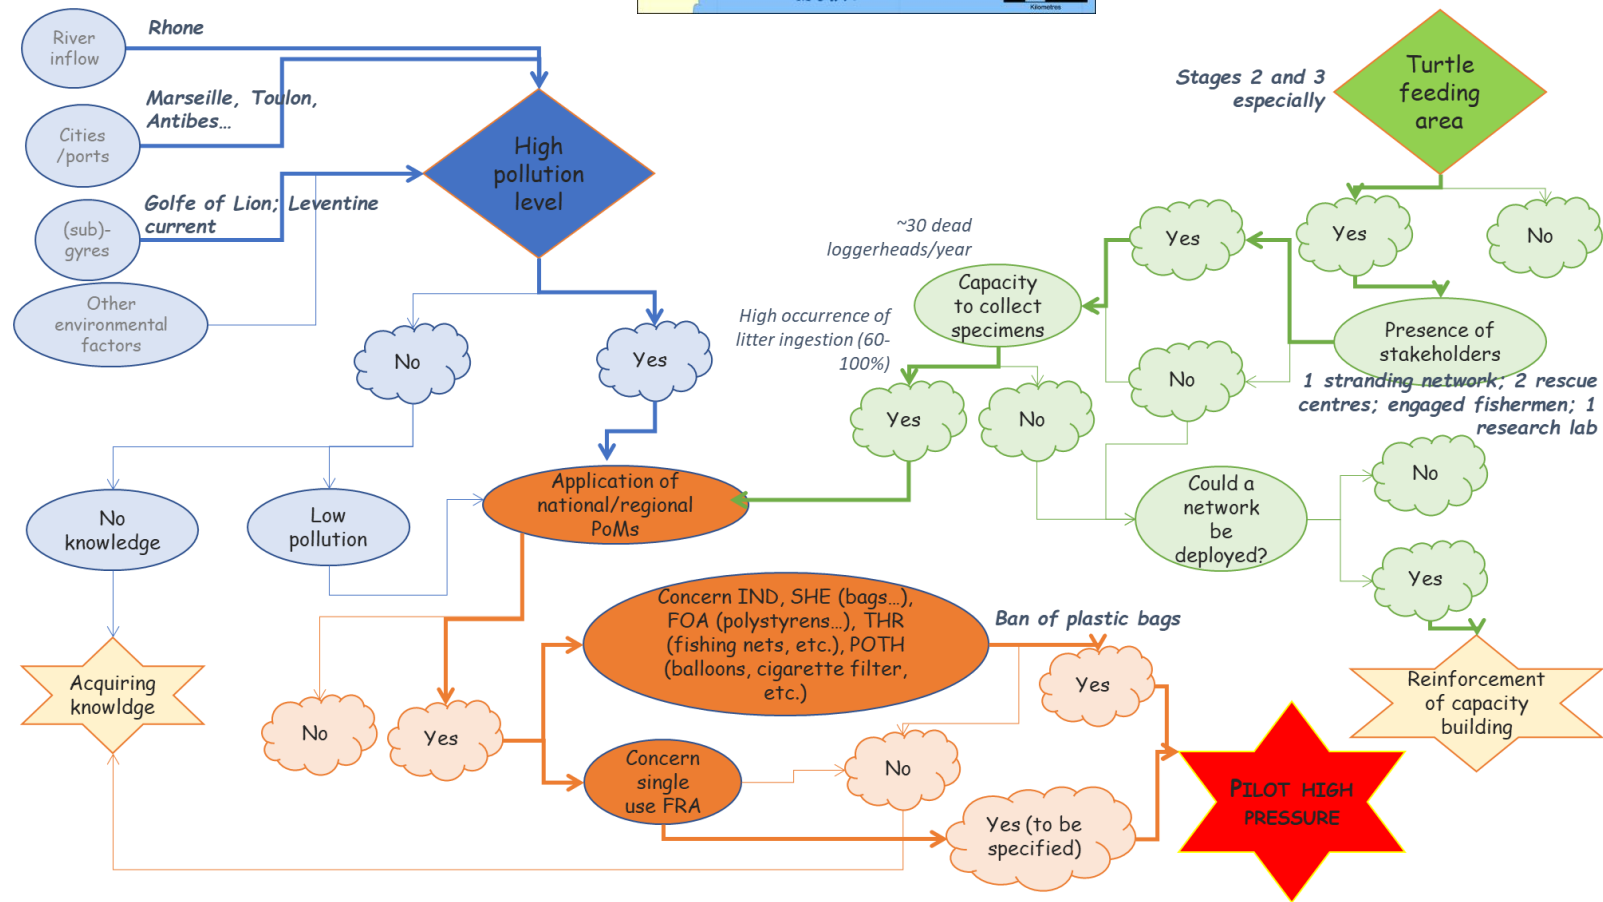 Kilometres
River
inflow
Rhone
Cities
/ports
Marseille, Toulon,
Antibes...
(sub)-
gyres
Golfe of Lion; Leventine
current
Other
environmental
factors
High
pollution
level
No
Yes
No
knowledge
Low
pollution
Acquiring
knowldge
Turtle
feeding
area
Stages 2 and 3
especially
Yes
No
Presence of
stakeholders
1 stranding network; 2 rescue
centres; engaged fishermen; 1
research lab
Yes
No
Capacity
to collect
specimens
~30 dead
loggerheads/year
High occurrence of
litter ingestion (60-
100%)
Yes
No
Could a
network
be
deployed?
No
Yes
Reinforcement
of capacity
building
Application of
national/regional
PoMs
No
Yes
Concern IND, SHE (bags...),
FOA (polystyrens...), THR
(fishing nets, etc.), POTH
(balloons, cigarette filter,
etc.)
Ban of plastic bags
Yes
Concern
single
use FRA
No
Yes (to be
specified)
PILOT HIGH
PRESSURE